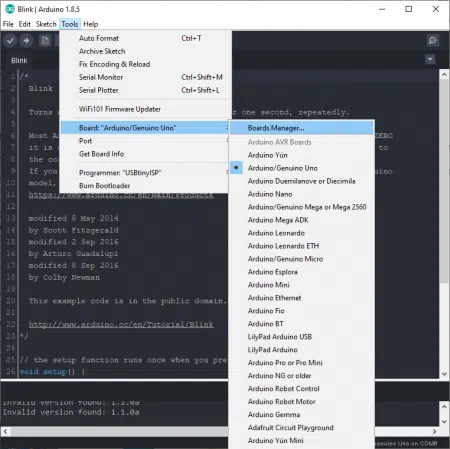 Blink | Arduino 1.8.5
File Edit Sketch Tools Help
Auto Format Ctrl+T
Archive Sketch
Fix Encoding & Reload
Serial Monitor Ctrl+Shift+M
Serial Plotter Ctrl+Shift+L
WiFi101 Firmware Updater
Board: "Arduino/Genuino Uno"
Port
Get Board Info
Programmer: "USBtinyISP"
Burn Bootloader
Boards Manager...
Arduino AVR Boards
Arduino Yún
Arduino/Genuino Uno
Arduino Duemilanove or Diecimila
Arduino Nano
Arduino/Genuino Mega or Mega 2560
Arduino Mega ADK
Arduino Leonardo
Arduino Leonardo ETH
Arduino/Genuino Micro
Arduino Esplora
Arduino Mini
Arduino Ethernet
Arduino Fio
Arduino BT
LilyPad Arduino USB
LilyPad Arduino
Arduino Pro or Pro Mini
Arduino NG or older
Arduino Robot Control
Arduino Robot Motor
Arduino Gemma
Adafruit Circuit Playground
Arduino Yún Mini
Blink
1 /*
2 Blink
3
4 Turns or one second, repeatedly.
5
6 Most A ZERO
7 it is to
8 the co
9 If you uino
10 model,
11 https://www.arduino.cc/en/Main/Products
12
13 modified 8 May 2014
14 by Scott Fitzgerald
15 modified 2 Sep 2016
16 by Arturo Guadalupi
17 modified 8 Sep 2016
18 by Colby Newman
19
20 This example code is in the public domain.
21
22 http://www.arduino.cc/en/Tutorial/Blink
23 */
24
25 // the setup function runs once when you pre
26 void setup() {
Invalid version found: 1.1.0a
Invalid version found: 1.1.0a
Genuino Uno on COM6